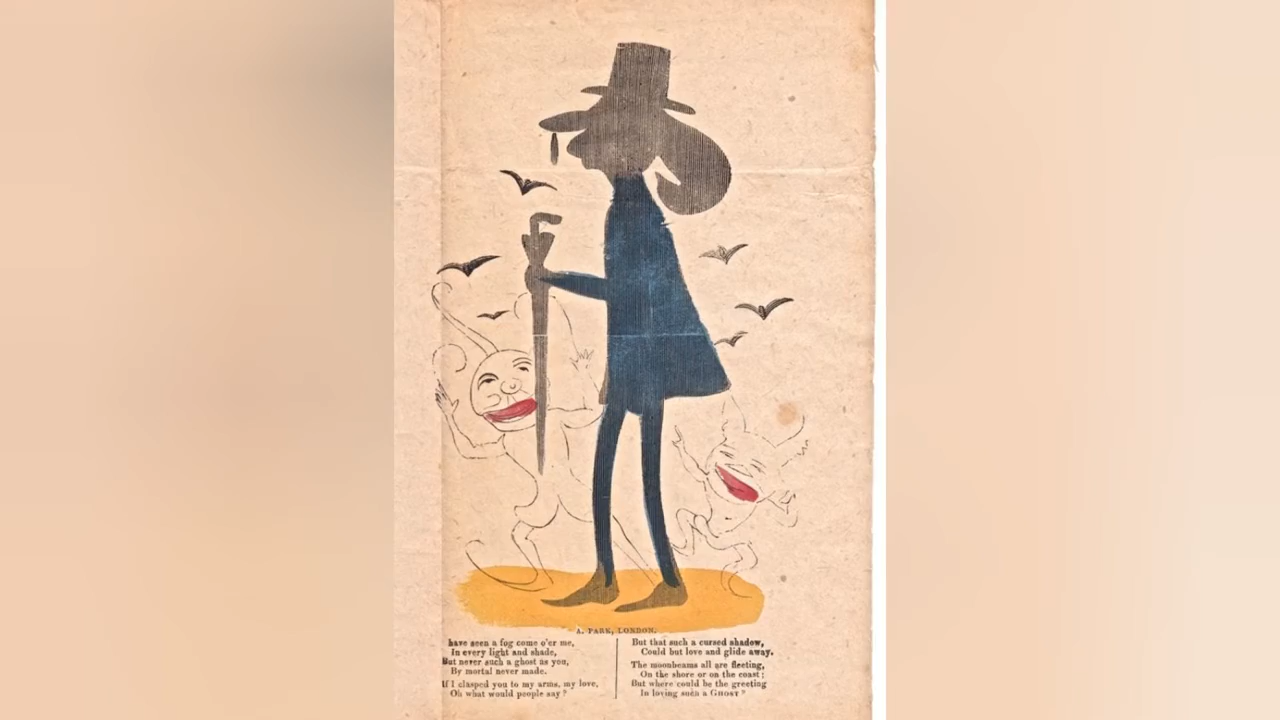 A. PARK, LONDON.
have seen a fog come o'er me,
In every light and shade,
But never such a ghost as you,
By mortal never made.
If I clasped you to my arms, my love,
Oh what would people say?
But that such a cursed shadow,
Could but love and glide away.
The moonbeams all are fleeting,
On the shore or on the coast;
But where could be the greeting
In loving such a GHOST?